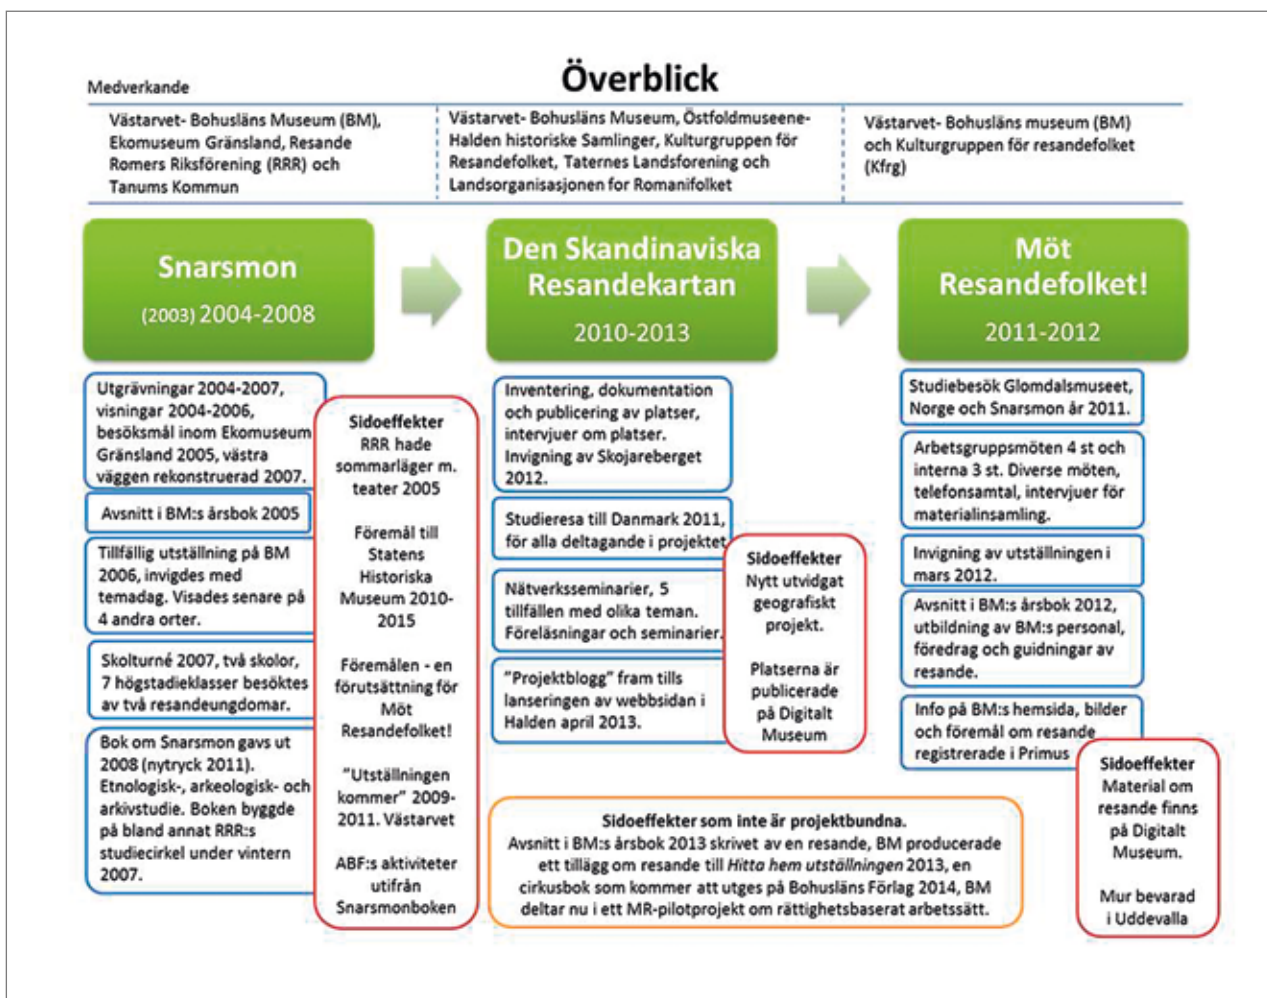 Överblick
Medverkande
Västarvet- Bohusläns Museum (BM),
Ekomuseum Gränsland, Resande
Romers Riksförening (RRR) och
Tanums Kommun
Västarvet- Bohusläns Museum, Östfoldmuseene-
Halden historiske Samlinger, Kulturgruppen för
Resandefolket, Taternes Landsforening och
Landsorganisasjonen for Romanifolket
Västarvet- Bohusläns museum (BM)
och Kulturgruppen för resandefolket
(Kfrg)
Snarsmon
(2003) 2004-2008
Den Skandinaviska
Resandekartan
2010-2013
Möt
Resandefolket!
2011-2012
Utgrävningar 2004-2007,
visningar 2004-2006,
besöksmål inom Ekomuseum
Gränsland 2005, västra
väggen rekonstruerad 2007.
Avsnitt i BM:s årsbok 2005
Tillfällig utställning på BM
2006, invigdes med
temadag. Visades senare på
4 andra orter.
Skolturné 2007, två skolor,
7 högstadieklasser besöktes
av två resandeungdomar.
Bok om Snarsmon gavs ut
2008 (nytryck 2011).
Etnologisk-, arkeologisk- och
arkivstudie. Boken byggde
på bland annat RRR:s
studiecirkel under vintern
2007.
Sidoeffekter
RRR hade
sommarläger m.
teater 2005
Föremål till
Statens
Historiska
Museum 2010-
2015
Föremålen - en
förutsättning för
Möt
Resandefolket!
”Utställningen
kommer” 2009-
2011. Västarvet
ABF:s aktiviteter
utifrån
Snarsmonboken
Inventering, dokumentation
och publicering av platser,
intervjuer om platser.
Invigning av Skojareberget
2012.
Studieresa till Danmark 2011,
för alla deltagande i projektet
Nätverksseminarier, 5
tillfällen med olika teman.
Föreläsningar och seminarier.
”Projektblogg” fram tills
lanseringen av webbsidan i
Halden april 2013.
Sidoeffekter
Nytt utvidgat
geografiskt
projekt.
Platserna är
publicerade
på Digitalt
Museum
Studiebesök Glomdalsmuseet,
Norge och Snarsmon år 2011.
Arbetsgruppsmöten 4 st och
interna 3 st. Diverse möten,
telefonsamtal, intervjuer för
materialinsamling.
Invigning av utställningen i
mars 2012.
Avsnitt i BM:s årsbok 2012,
utbildning av BM:s personal,
föredrag och guidningar av
resande.
Info på BM:s hemsida, bilder
och föremål om resande
registrerade i Primus
Sidoeffekter
Material om
resande finns
på Digitalt
Museum.
Mur bevarad
i Uddevalla
Sidoeffekter som inte är projektbundna.
Avsnitt i BM:s årsbok 2013 skrivet av en resande, BM producerade
ett tillägg om resande till Hitta hem utställningen 2013, en
cirkusbok som kommer att utges på Bohusläns Förlag 2014, BM
deltar nu i ett MR-pilotprojekt om rättighetsbaserat arbetssätt.